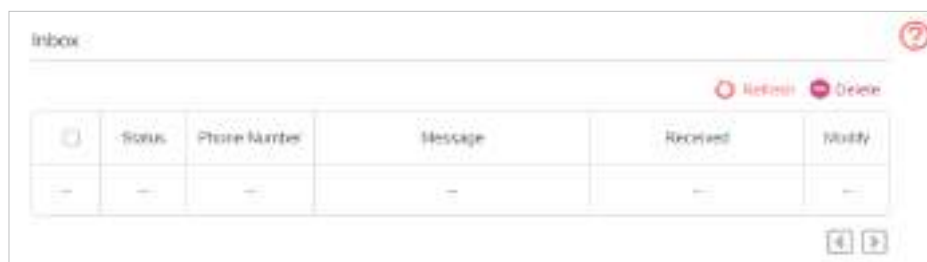 Inbox
?
Refresh Delete
Status Phone Number Message Received Modify
-- -- -- -- -- --